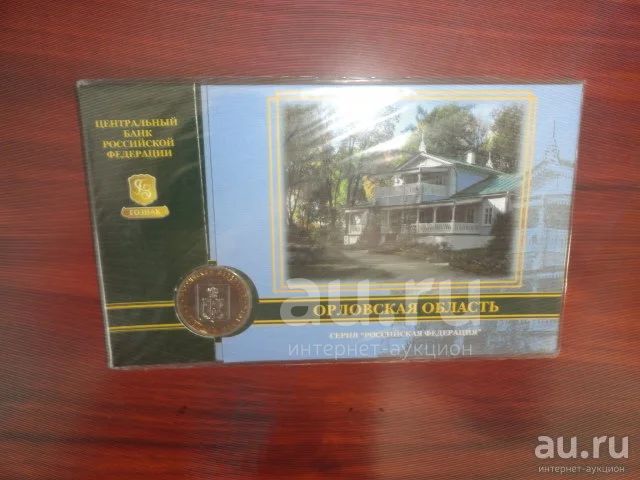 ЦЕНТРАЛЬНЫЙ
БАНК
РОССИЙСКОЙ
ФЕДЕРАЦИИ
ГОЗНАК
ОРЛОВСКАЯ ОБЛАСТЬ
СЕРИЯ "РОССИЙСКАЯ ФЕДЕРАЦИЯ"
au.ru
интернет-аукцион
au.ru
интернет-аукцион